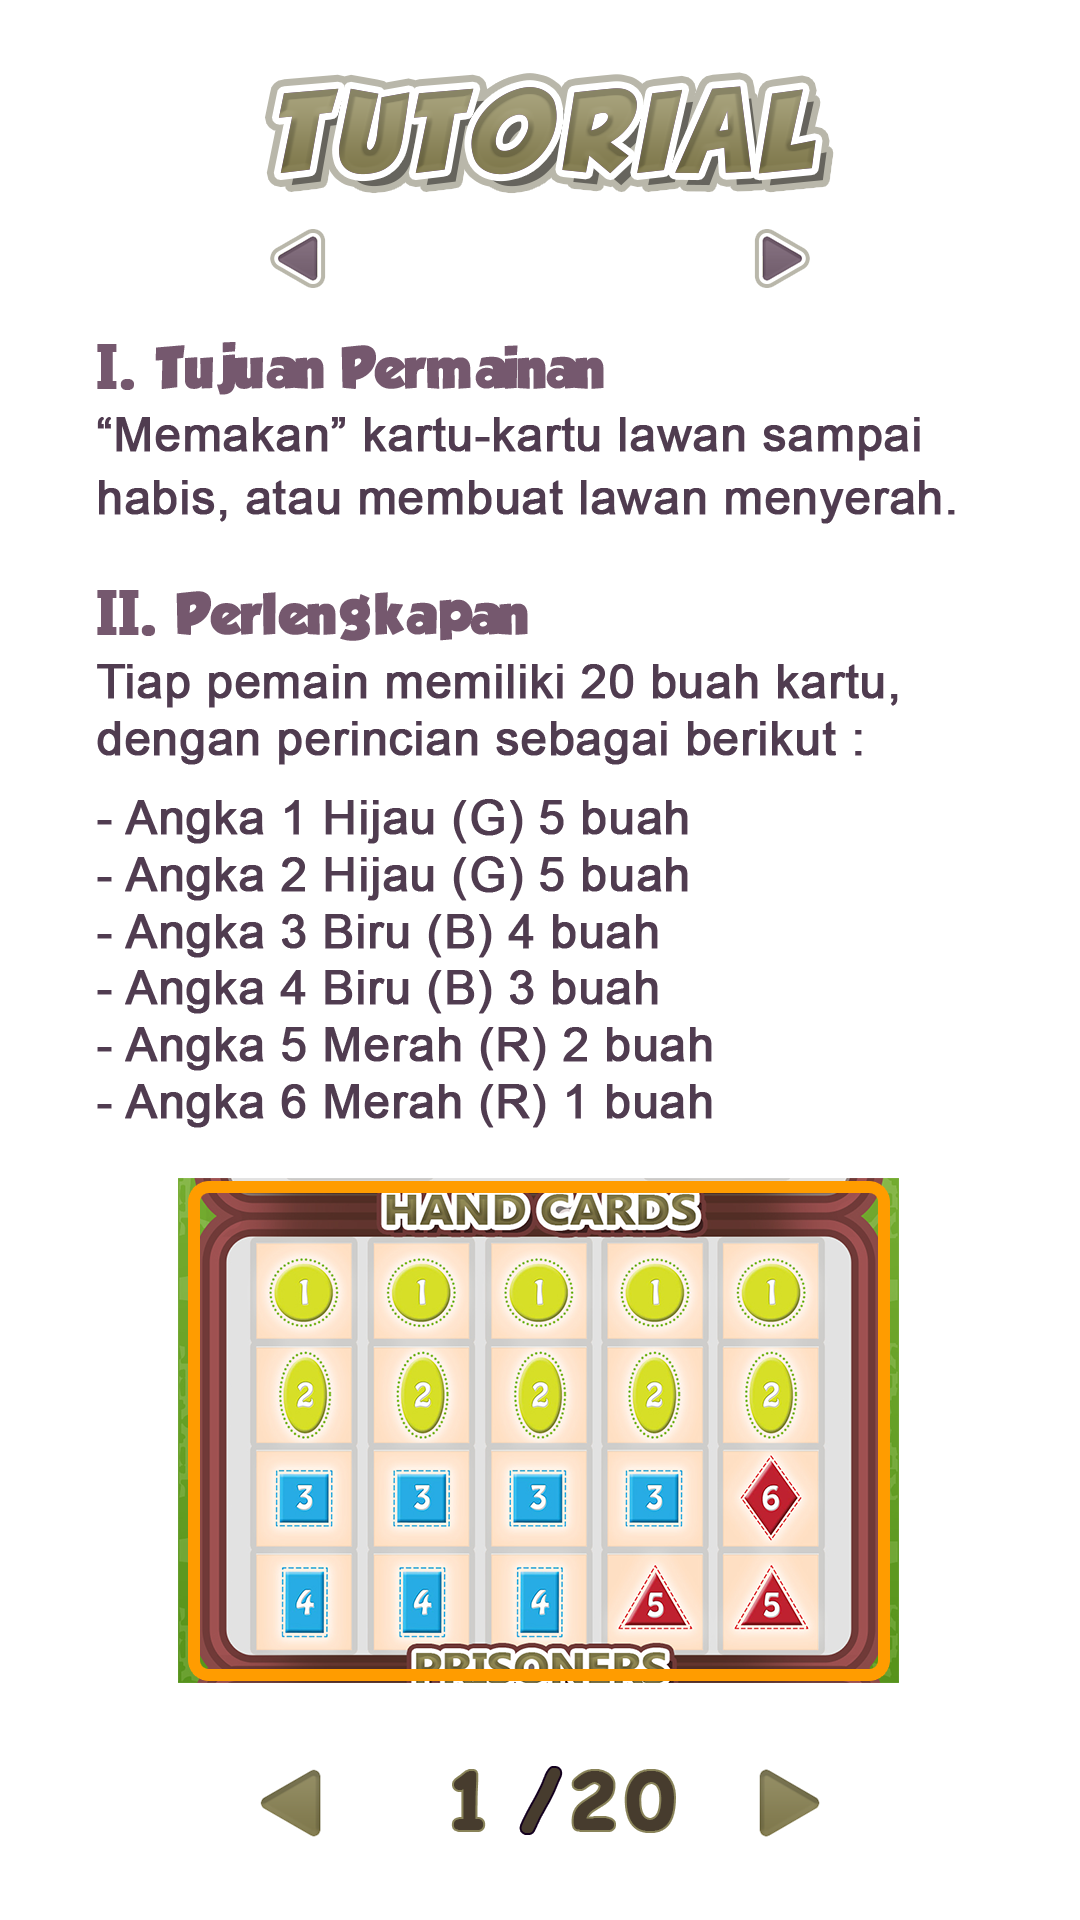 TUTORIAL
I. Tujuan Permainan
“Memakan” kartu-kartu lawan sampai
habis, atau membuat lawan menyerah.
II. Perlengkapan
Tiap pemain memiliki 20 buah kartu,
dengan perincian sebagai berikut :
- Angka 1 Hijau (G) 5 buah
- Angka 2 Hijau (G) 5 buah
- Angka 3 Biru (B) 4 buah
- Angka 4 Biru (B) 3 buah
- Angka 5 Merah (R) 2 buah
- Angka 6 Merah (R) 1 buah
HAND CARDS
1 1 1 1 1
2 2 2 2 2
3 3 3 3 6
4 4 4 5 5
PRISONERS
1 /20